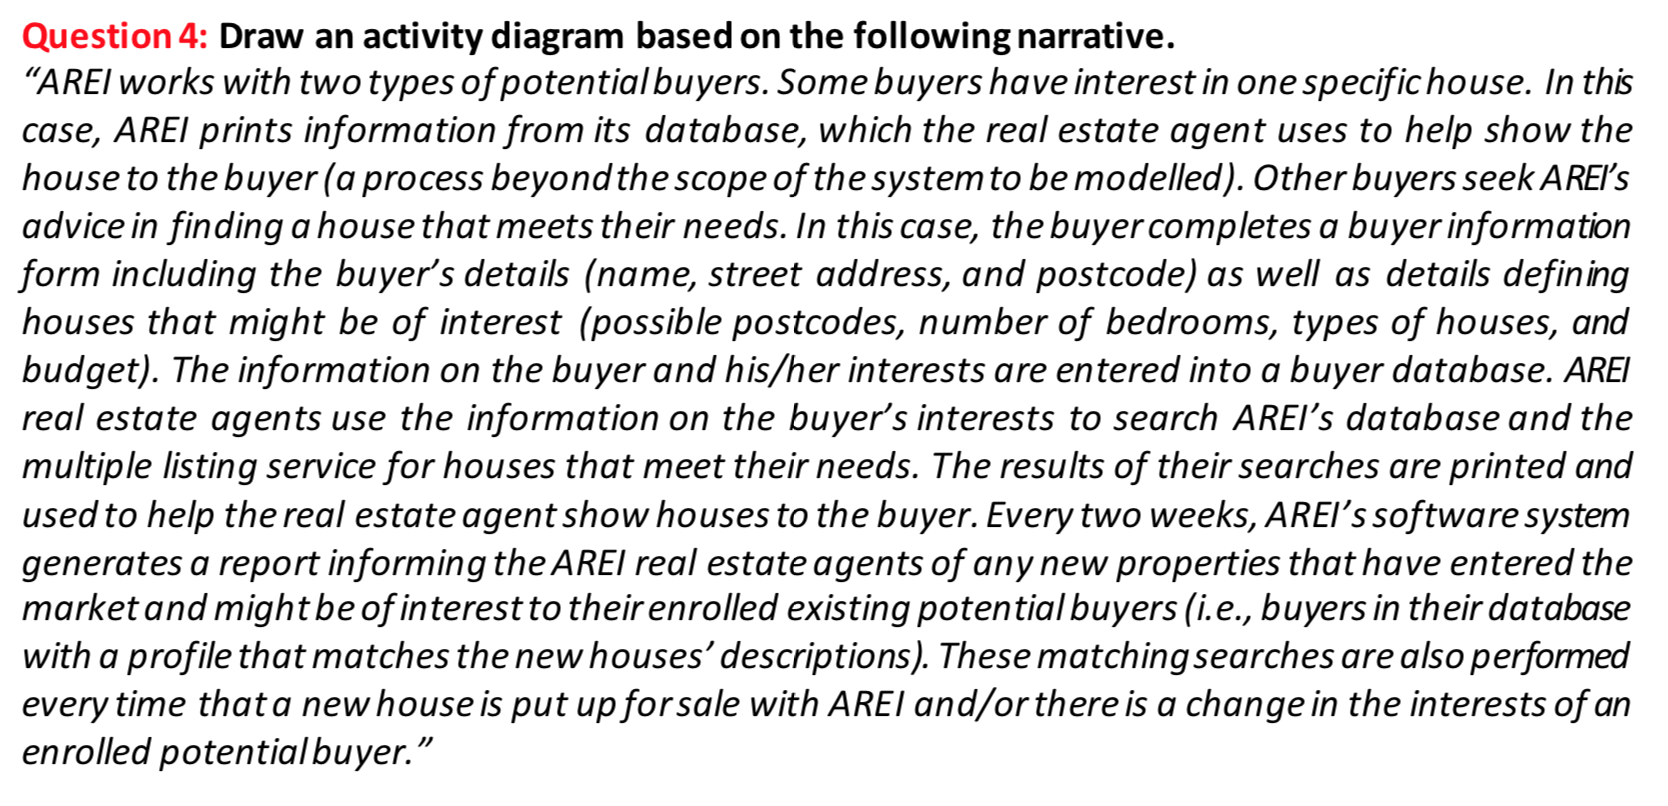 Question 4: Draw an activity diagram based on the following narrative.
“AREI works with two types of potential buyers. Some buyers have interest in one specific house. In this
case, AREI prints information from its database, which the real estate agent uses to help show the
house to the buyer (a process beyond the scope of the system to be modelled). Other buyers seek AREI’s
advice in finding a house that meets their needs. In this case, the buyer completes a buyer information
form including the buyer’s details (name, street address, and postcode) as well as details defining
houses that might be of interest (possible postcodes, number of bedrooms, types of houses, and
budget). The information on the buyer and his/her interests are entered into a buyer database. AREI
real estate agents use the information on the buyer’s interests to search AREI’s database and the
multiple listing service for houses that meet their needs. The results of their searches are printed and
used to help the real estate agent show houses to the buyer. Every two weeks, AREI’s software system
generates a report informing the AREI real estate agents of any new properties that have entered the
market and might be of interest to their enrolled existing potential buyers (i.e., buyers in their database
with a profile that matches the new houses’ descriptions). These matching searches are also performed
every time that a new house is put up for sale with AREI and/or there is a change in the interests of an
enrolled potential buyer.”